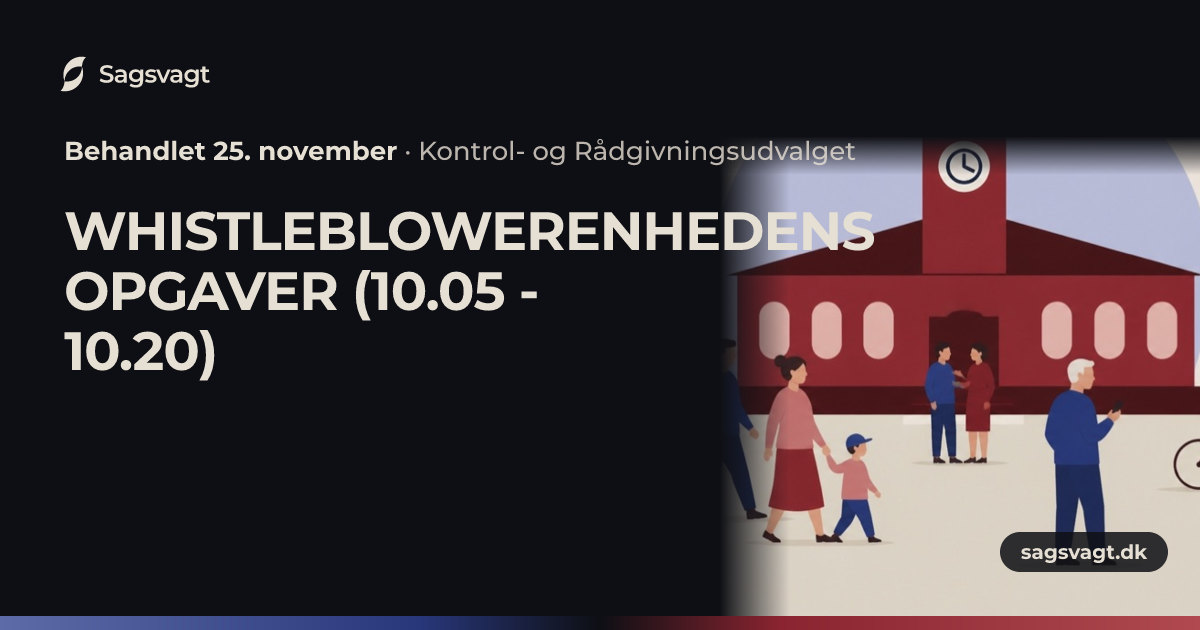 Sagsvagt
Behandlet 25. november · Kontrol- og Rådgivningsudvalget
WHISTLEBLOWERENHEDENS
OPGAVER (10.05 -
10.20)
sagsvagt.dk